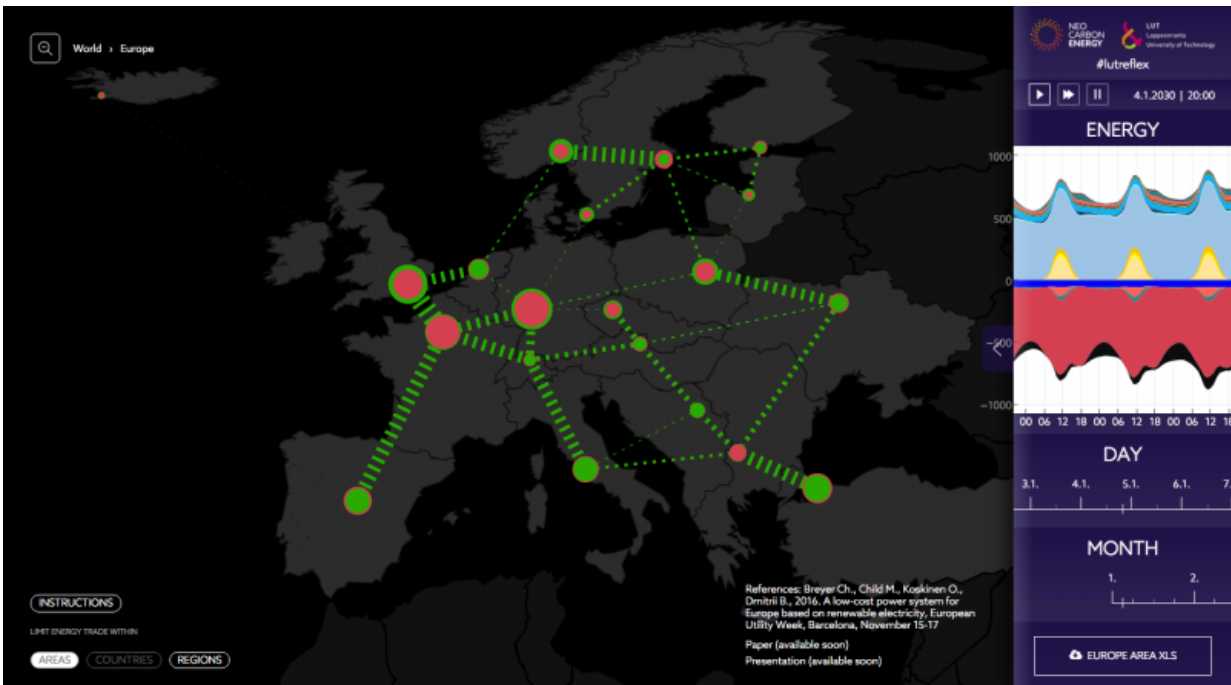 World › Europe
NEO
CARBON
ENERGY
LUT
Lappeenranta
University of Technology
#lutreflex
4.1.2030 | 20:00
ENERGY
1000
500
0
-500
-1000
00 06 12 18 00 06 12 18 00 06 12 18
DAY
3.1. 4.1. 5.1. 6.1. 7.
MONTH
1. 2.
EUROPE AREA XLS
References: Breyer Ch., Child M., Koskinen O.,
Dmitrii B., 2016. A low-cost power system for
Europe based on renewable electricity, European
Utility Week, Barcelona, November 15-17
Paper (available soon)
Presentation (available soon)
INSTRUCTIONS
LIMIT ENERGY TRADE WITHIN
AREAS COUNTRIES REGIONS